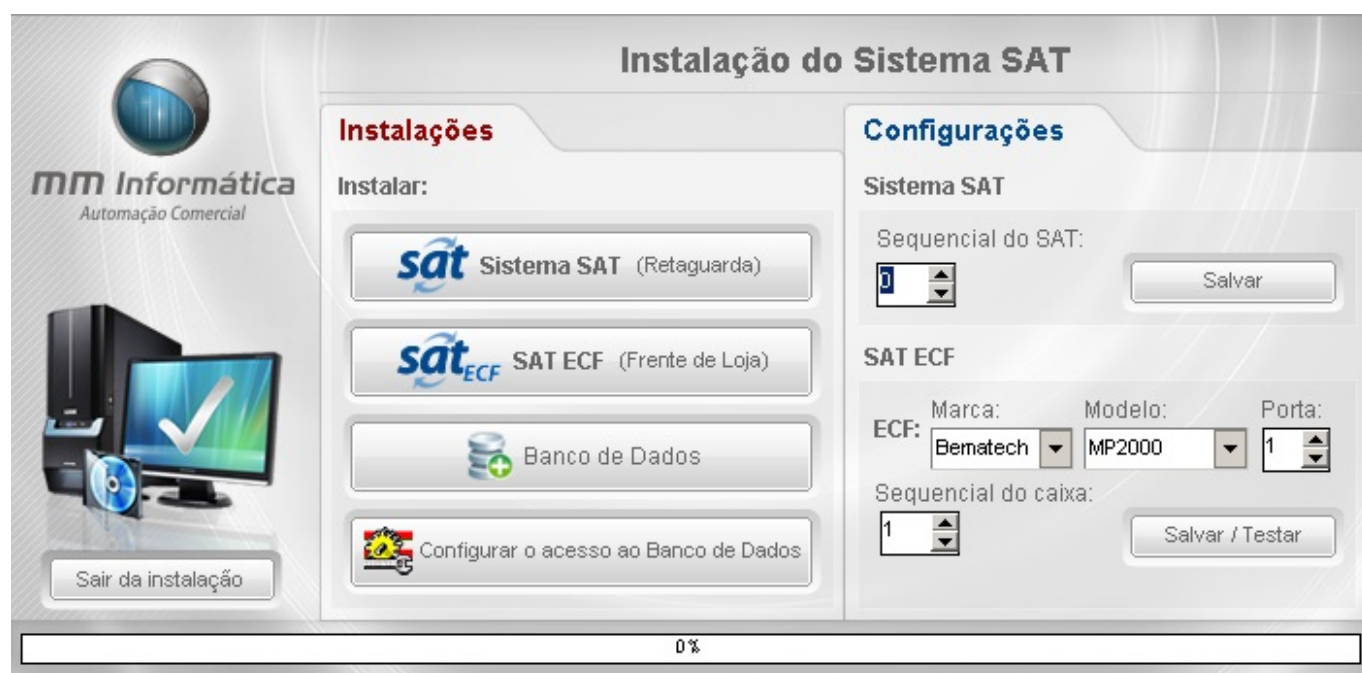 Instalação do Sistema SAT
mm Informática
Automação Comercial
Sair da instalação
Instalações
Instalar:
sat Sistema SAT (Retaguarda)
sat ECF SAT ECF (Frente de Loja)
Banco de Dados
Configurar o acesso ao Banco de Dados
Configurações
Sistema SAT
Sequencial do SAT:
0
Salvar
SAT ECF
Marca: Modelo: Porta:
ECF: Bematech MP2000 1
Sequencial do caixa:
1
Salvar / Testar
0%